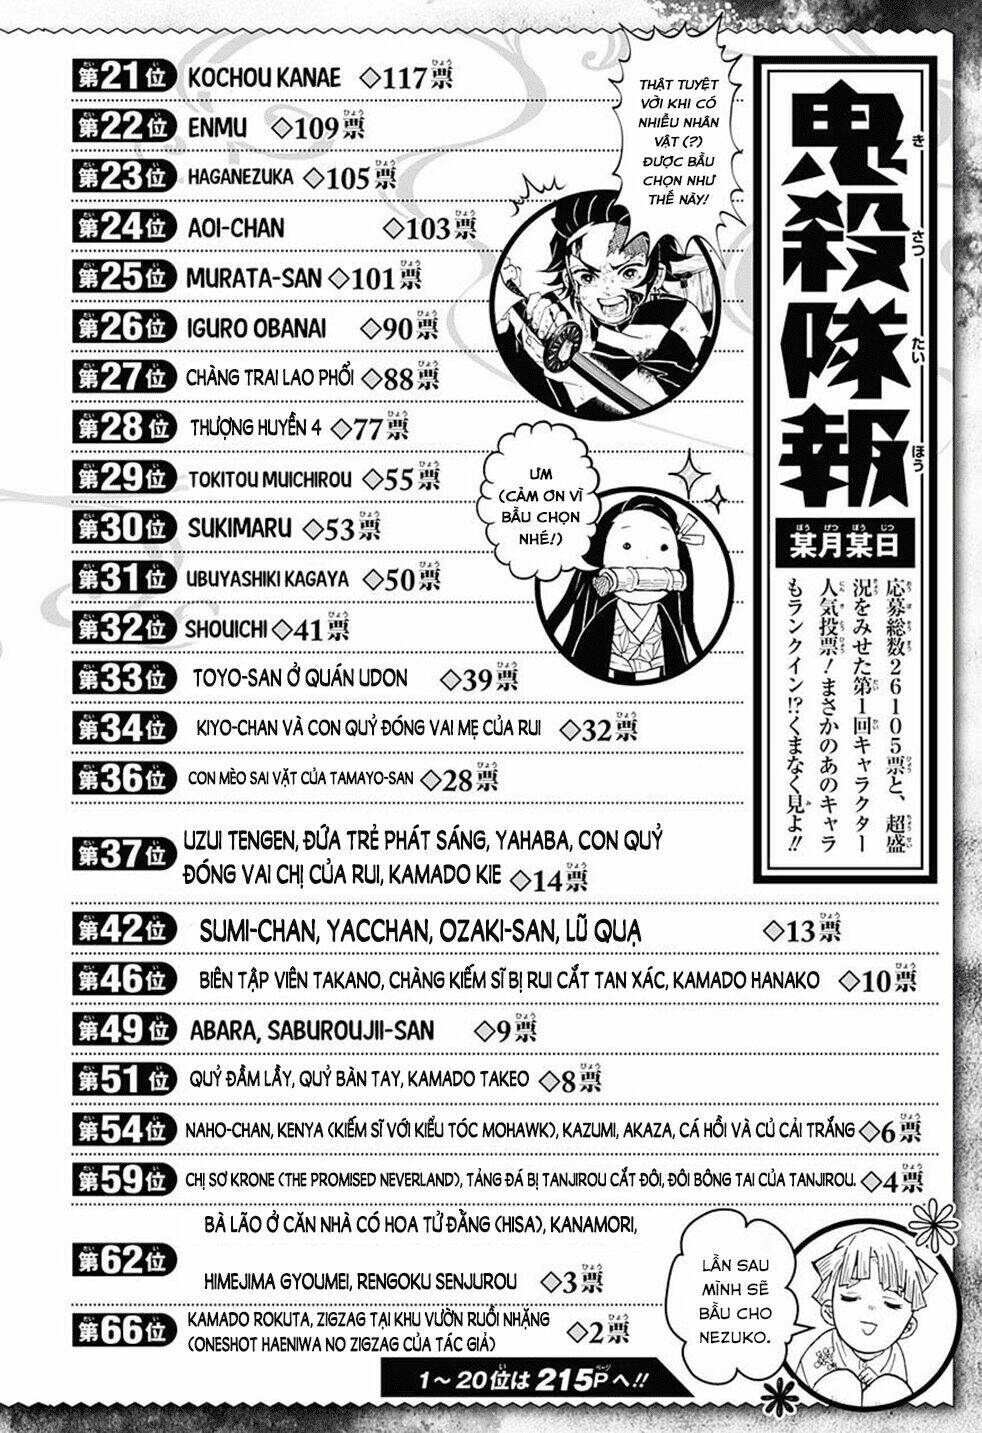 鬼殺隊報
きさつたいほう
某月某日
応募総数26105票と、超盛
況をみせた第1回キャラクター
人気投票!まさかのあのキャラ
もランクイン!?くまなく見よ!!
THẬT TUYỆT
VỜI KHI CÓ
NHIỀU NHÂN
VẬT (?)
ĐƯỢC BẦU
CHỌN NHƯ
THẾ NÀY!
第21位 KOCHOU KANAE ◇117票
第22位 ENMU ◇109票
第23位 HAGANEZUKA ◇105票
第24位 AOI-CHAN ◇103票
第25位 MURATA-SAN ◇101票
第26位 IGURO OBANAI ◇90票
第27位 CHÀNG TRAI LAO PHỔI ◇88票
第28位 THƯỢNG HUYỀN 4 ◇77票
第29位 TOKITOU MUICHIROU ◇55票
第30位 SUKIMARU ◇53票
第31位 UBUYASHIKI KAGAYA ◇50票
第32位 SHOUICHI ◇41票
ƯM
(CẢM ƠN VÌ
BẦU CHỌN
NHÉ!)
第33位 TOYO-SAN Ở QUÁN UDON ◇39票
第34位 KIYO-CHAN VÀ CON QUỶ ĐÓNG VAI MẸ CỦA RUI ◇32票
第36位 CON MÈO SAI VẶT CỦA TAMAYO-SAN ◇28票
第37位 UZUI TENGEN, ĐỨA TRẺ PHÁT SÁNG, YAHABA, CON QUỶ
ĐÓNG VAI CHỊ CỦA RUI, KAMADO KIE ◇14票
第42位 SUMI-CHAN, YACCHAN, OZAKI-SAN, LŨ QUẠ ◇13票
第46位 BIÊN TẬP VIÊN TAKANO, CHÀNG KIẾM SĨ BỊ RUI CẮT TAN XÁC, KAMADO HANAKO ◇10票
第49位 ABARA, SABUROUJII-SAN ◇9票
第51位 QUỶ ĐẦM LẦY, QUỶ BÀN TAY, KAMADO TAKEO ◇8票
第54位 NAHO-CHAN, KENYA (KIẾM SĨ VỚI KIỂU TÓC MOHAWK), KAZUMI, AKAZA, CÁ HỒI VÀ CỦ CẢI TRẮNG ◇6票
第59位 CHỊ SƠ KRONE (THE PROMISED NEVERLAND), TẢNG ĐÁ BỊ TANJIROU CẮT ĐÔI, ĐÔI BÔNG TAI CỦA TANJIROU. ◇4票
BÀ LÃO Ở CĂN NHÀ CÓ HOA TỬ ĐẰNG (HISA), KANAMORI,
第62位 HIMEJIMA GYOUMEI, RENGOKU SENJUROU ◇3票
第66位 KAMADO ROKUTA, ZIGZAG TẠI KHU VƯỜN RUỒI NHẶNG
(ONESHOT HAENIWA NO ZIGZAG CỦA TÁC GIẢ) ◇2票
LẦN SAU
MÌNH SẼ
BẦU CHO
NEZUKO.
1～20位は215Pへ!!